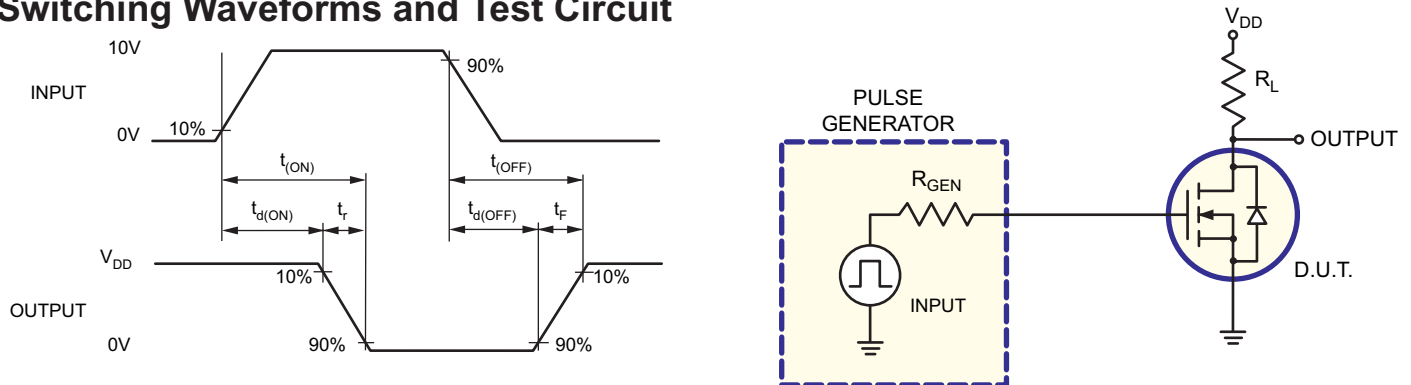 Switching Waveforms and Test Circuit
10V
INPUT
0V
10%
90%
t(ON)
t(OFF)
td(ON)
tr
td(OFF)
tF
VDD
10%
10%
OUTPUT
0V
90%
90%
PULSE
GENERATOR
RGEN
INPUT
VDD
RL
OUTPUT
D.U.T.